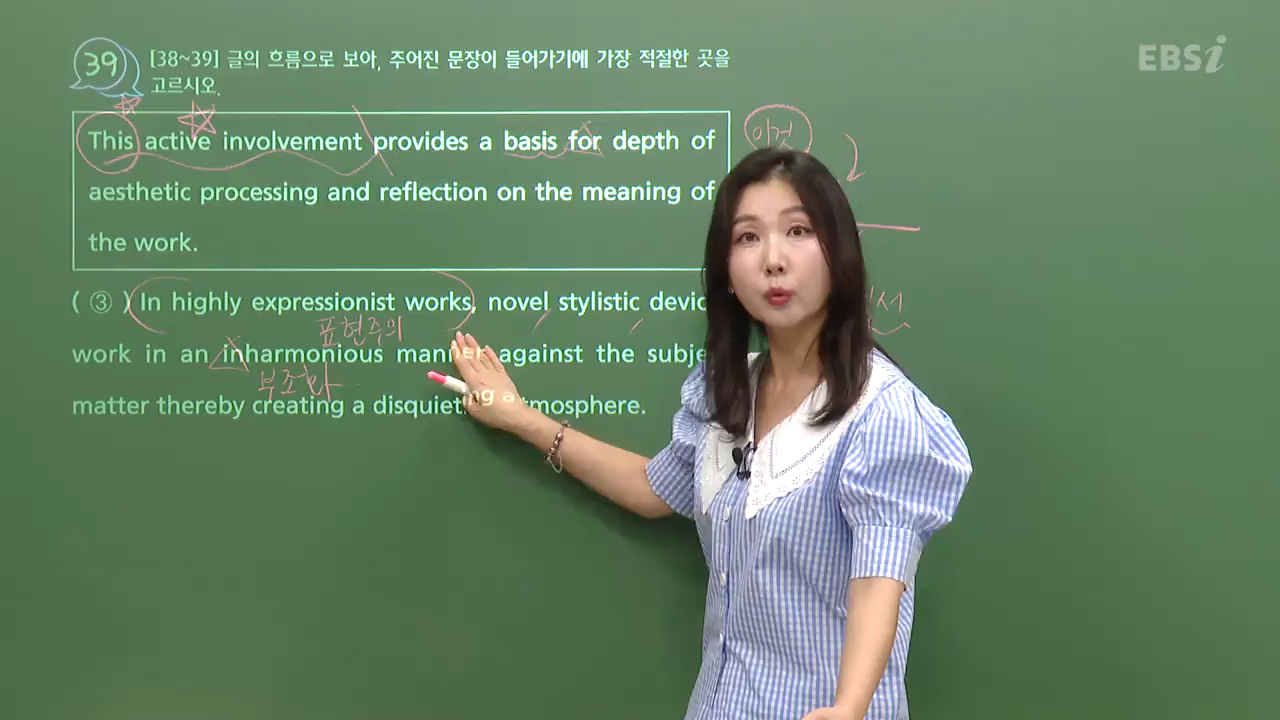 39
[38~39] 글의 흐름으로 보아, 주어진 문장이 들어가기에 가장 적절한 곳을
고르시오.
EBSi
This active involvement provides a basis for depth of
이것
aesthetic processing and reflection on the meaning of
the work.
( ③ ) In highly expressionist works, novel stylistic
표현주의
work in an inharmonious manner against the
부조화
matter thereby creating a disquieting atmosphere.